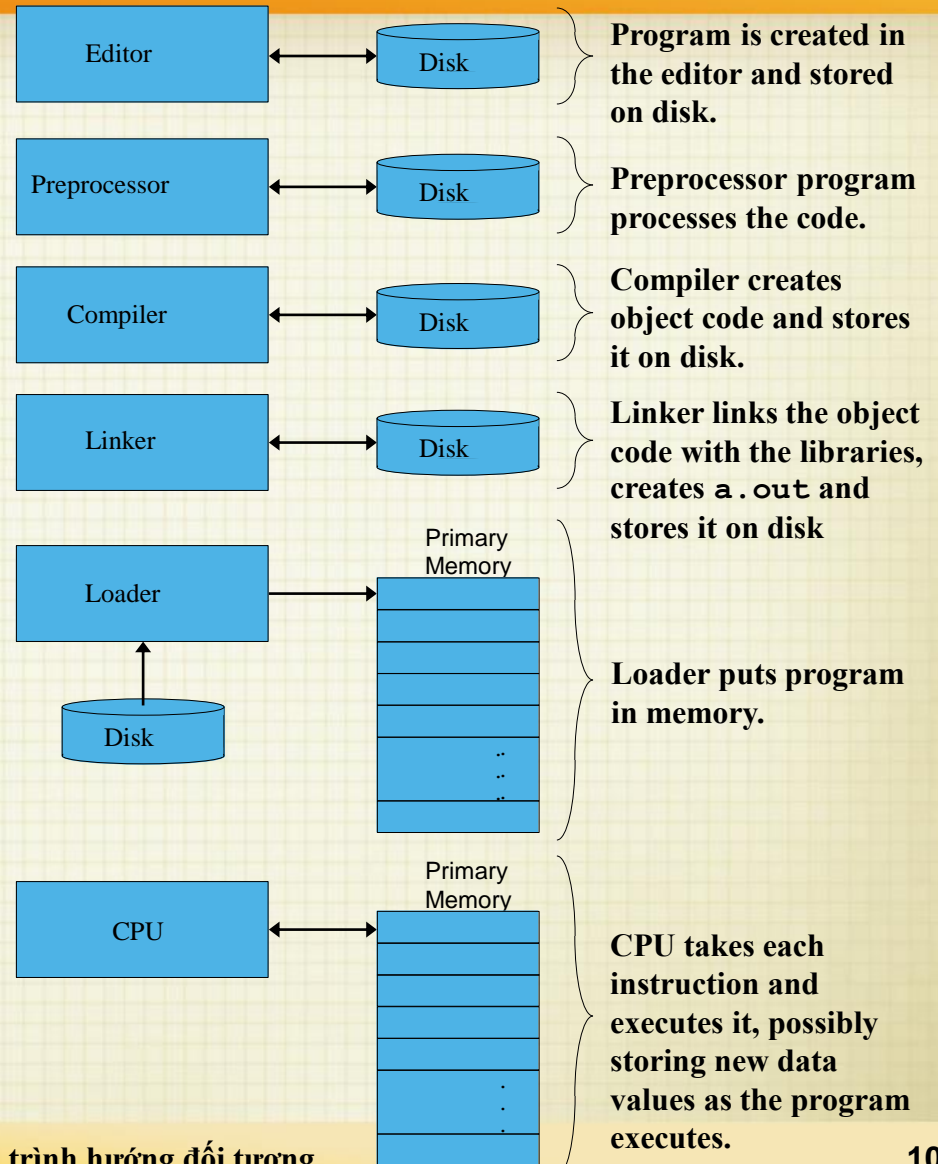 Editor
Disk
Program is created in
the editor and stored
on disk.
Preprocessor
Disk
Preprocessor program
processes the code.
Compiler
Disk
Compiler creates
object code and stores
it on disk.
Linker
Disk
Linker links the object
code with the libraries,
creates a.out and
stores it on disk
Loader
Disk
Primary
Memory
Loader puts program
in memory.
CPU
Primary
Memory
CPU takes each
instruction and
executes it, possibly
storing new data
values as the program
executes.
trình hướng đối tượng
10